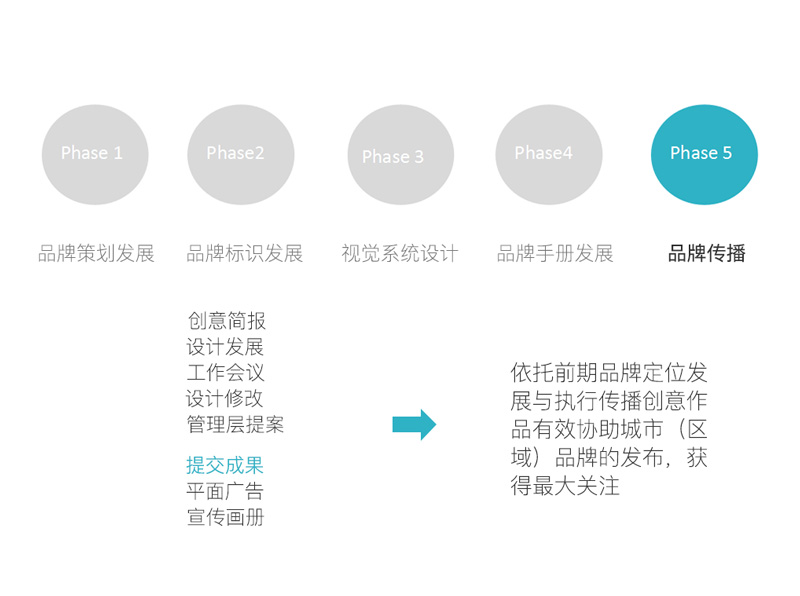 Phase 1
Phase2
Phase 3
Phase4
Phase 5
品牌策划发展
品牌标识发展
视觉系统设计
品牌手册发展
品牌传播
创意简报
设计发展
工作会议
设计修改
管理层提案
提交成果
平面广告
宣传画册
依托前期品牌定位发
展与执行传播创意作
品有效协助城市（区
域）品牌的发布，获
得最大关注